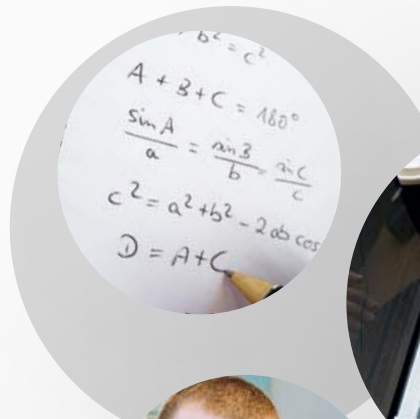 b² = c²
A + B + C = 180°
sin A / a = sin B / b = sin C / c
c² = a² + b² - 2ab cos
D = A + C